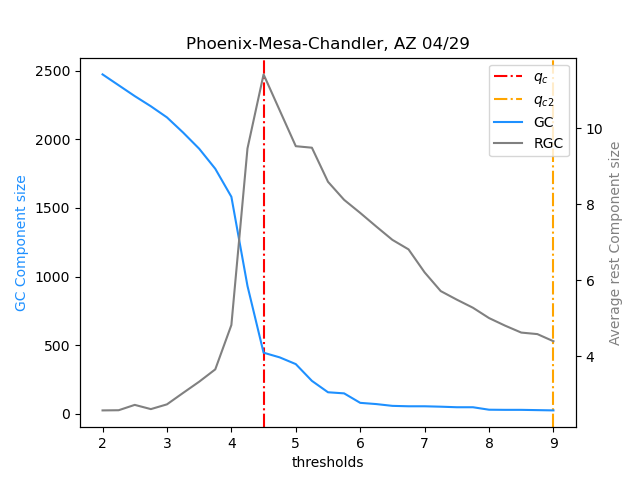 Phoenix-Mesa-Chandler, AZ 04/29
GC Component size
2500
2000
1500
1000
500
0
q_c
q_c2
GC
RGC
10
8
6
4
Average rest Component size
2 3 4 5 6 7 8 9
thresholds